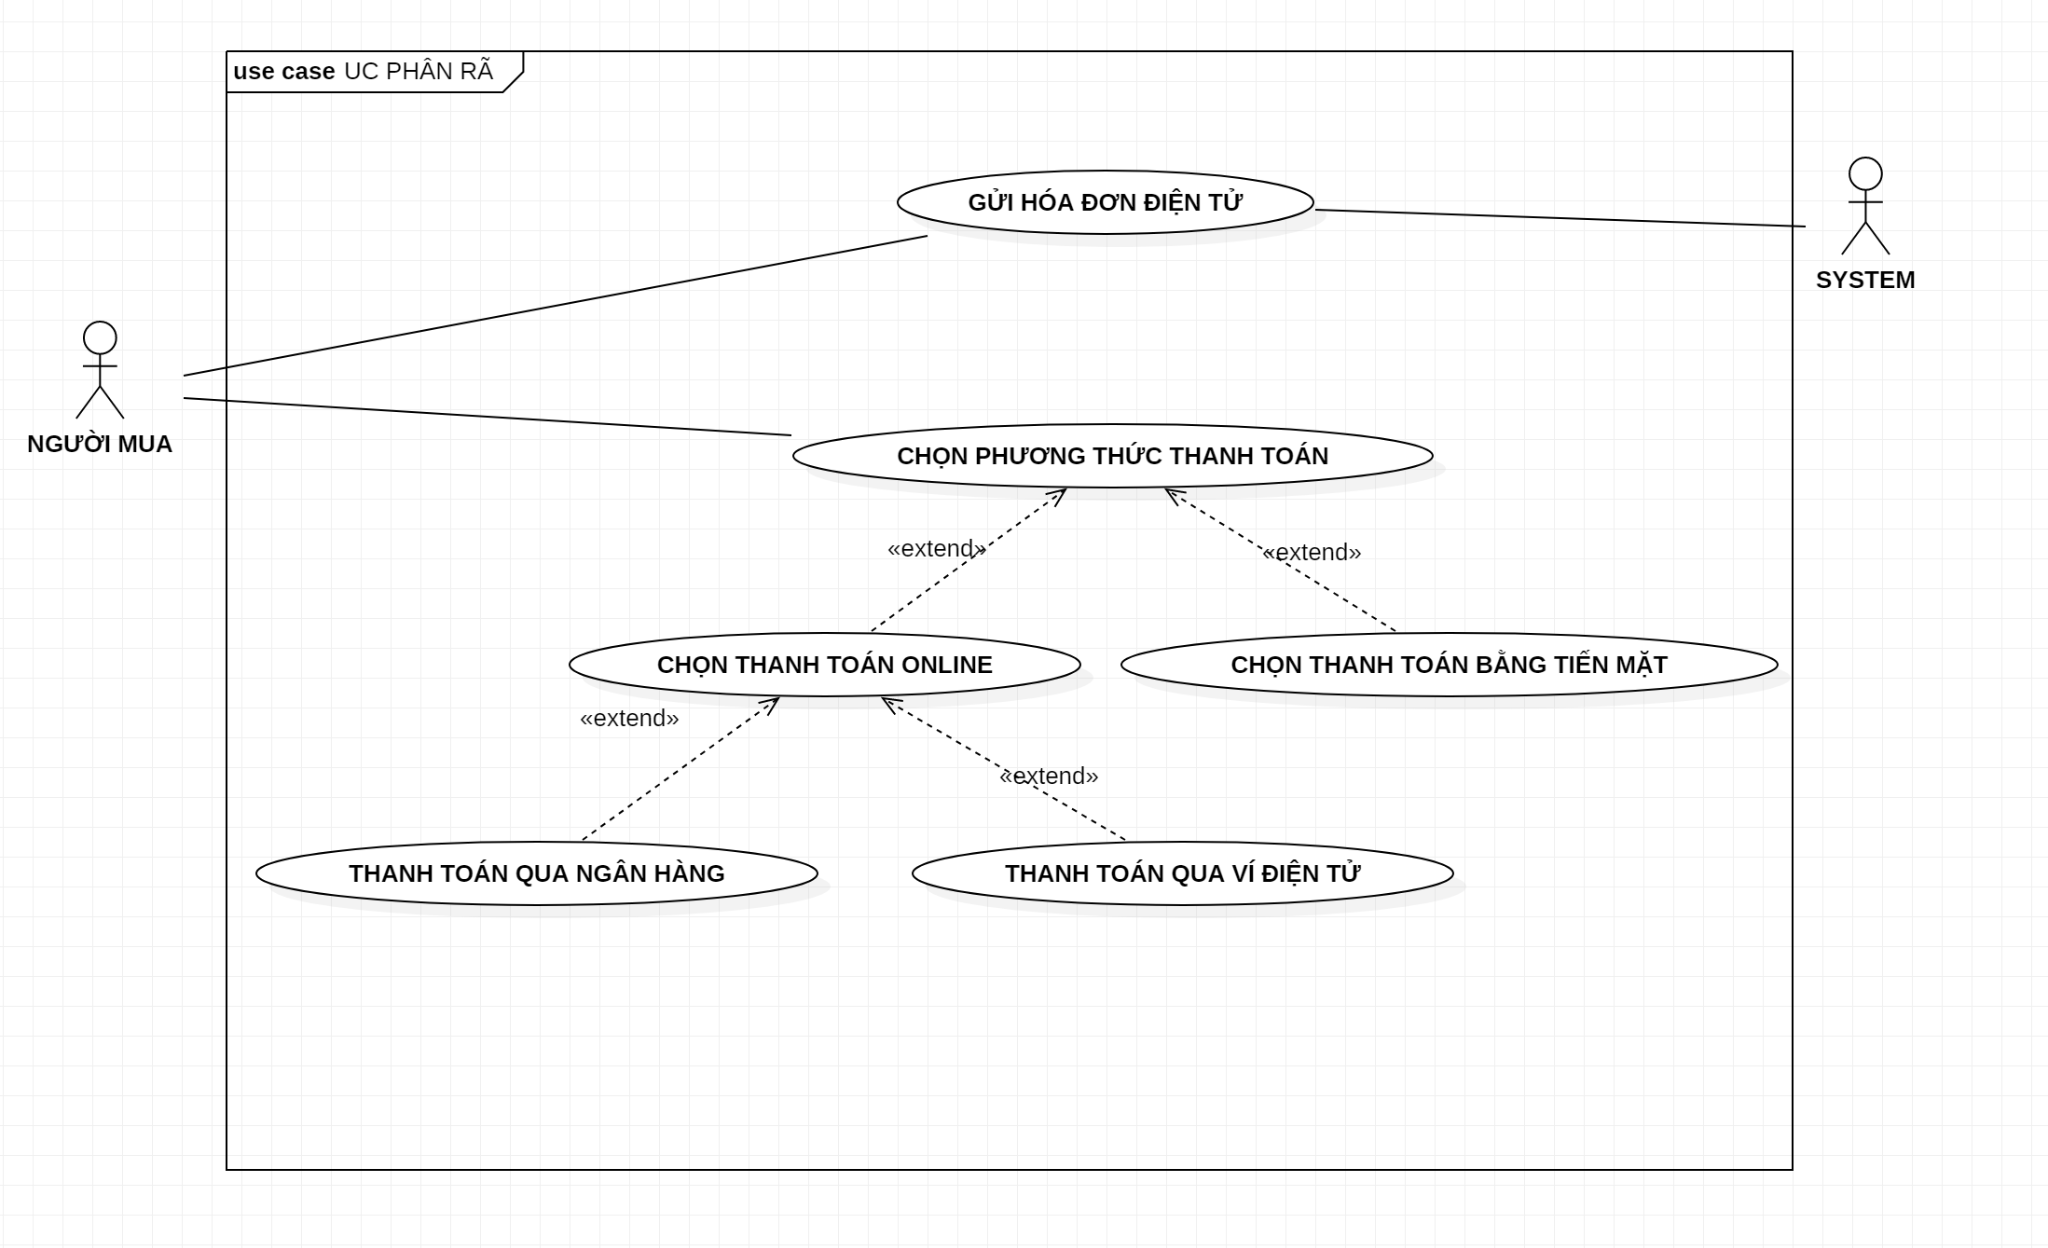 use case UC PHÂN RÃ
GỬI HÓA ĐƠN ĐIỆN TỬ
SYSTEM
NGƯỜI MUA
CHỌN PHƯƠNG THỨC THANH TOÁN
«extend»
«extend»
CHỌN THANH TOÁN ONLINE
CHỌN THANH TOÁN BẰNG TIẾN MẶT
«extend»
«extend»
THANH TOÁN QUA NGÂN HÀNG
THANH TOÁN QUA VÍ ĐIỆN TỬ